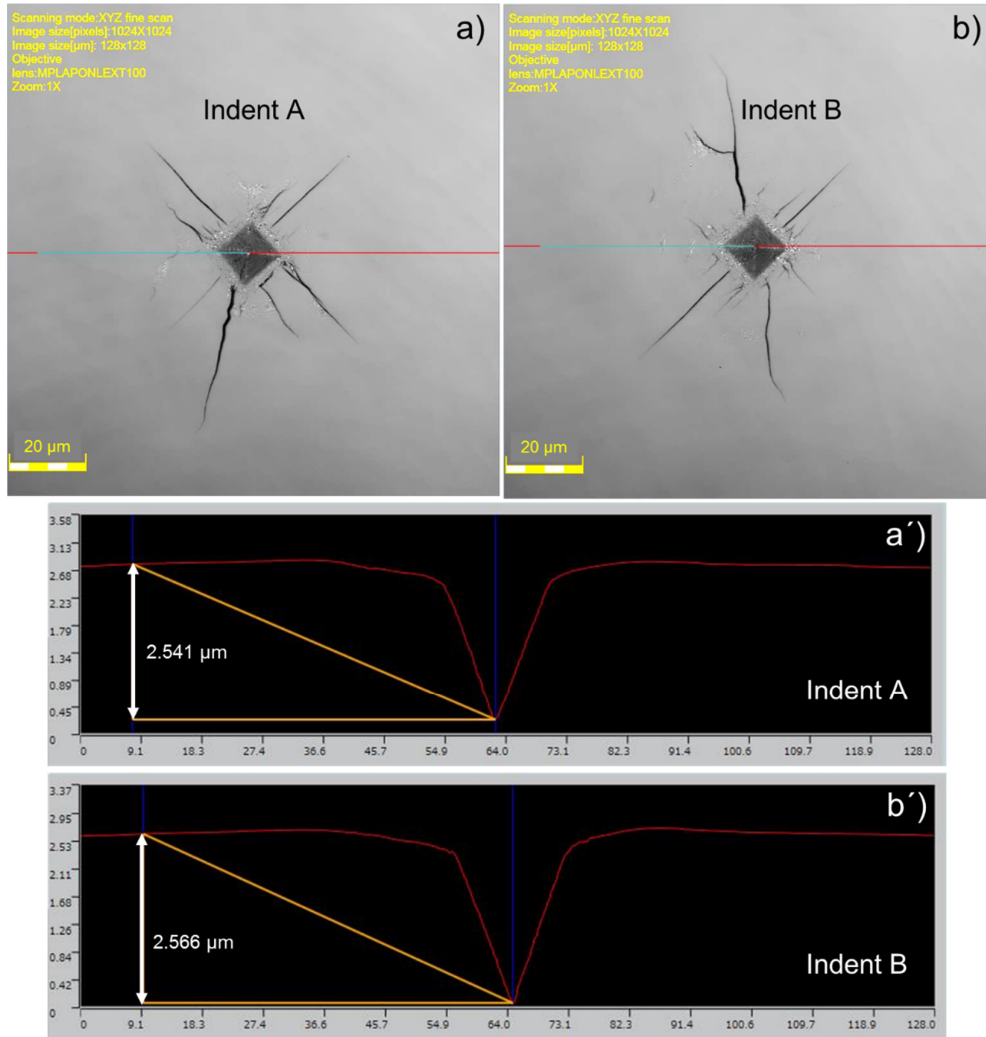 Scanning mode:XYZ fine scan
Image size[pixels]:1024X1024
Image size[µm]: 128x128
Objective
lens:MPLAPONLEXT100
Zoom:1X
a)
Indent A
20 µm
Scanning mode:XYZ fine scan
Image size[pixels]:1024X1024
Image size[µm]: 128x128
Objective
lens:MPLAPONLEXT100
Zoom:1X
b)
Indent B
20 µm
a´)
3.58
3.13
2.68
2.23
1.79
1.34
0.89
0.45
0
2.541 µm
Indent A
0 9.1 18.3 27.4 36.6 45.7 54.9 64.0 73.1 82.3 91.4 100.6 109.7 118.9 128.0
b´)
3.37
2.95
2.53
2.11
1.68
1.26
0.84
0.42
0
2.566 µm
Indent B
0 9.1 18.3 27.4 36.6 45.7 54.9 64.0 73.1 82.3 91.4 100.6 109.7 118.9 128.0